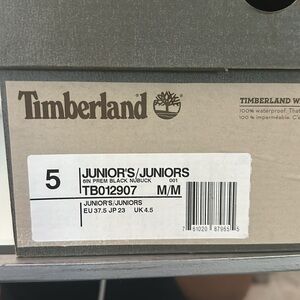 Timberland
TIMBERLAND W
100% waterproof. That
100 % imperméable. C'e
5
JUNIOR'S/JUNIORS
6IN PREM BLACK NUBUCK 001
TB012907 M/M
JUNIOR'S/JUNIORS
EU 37.5 JP 23 UK 4.5